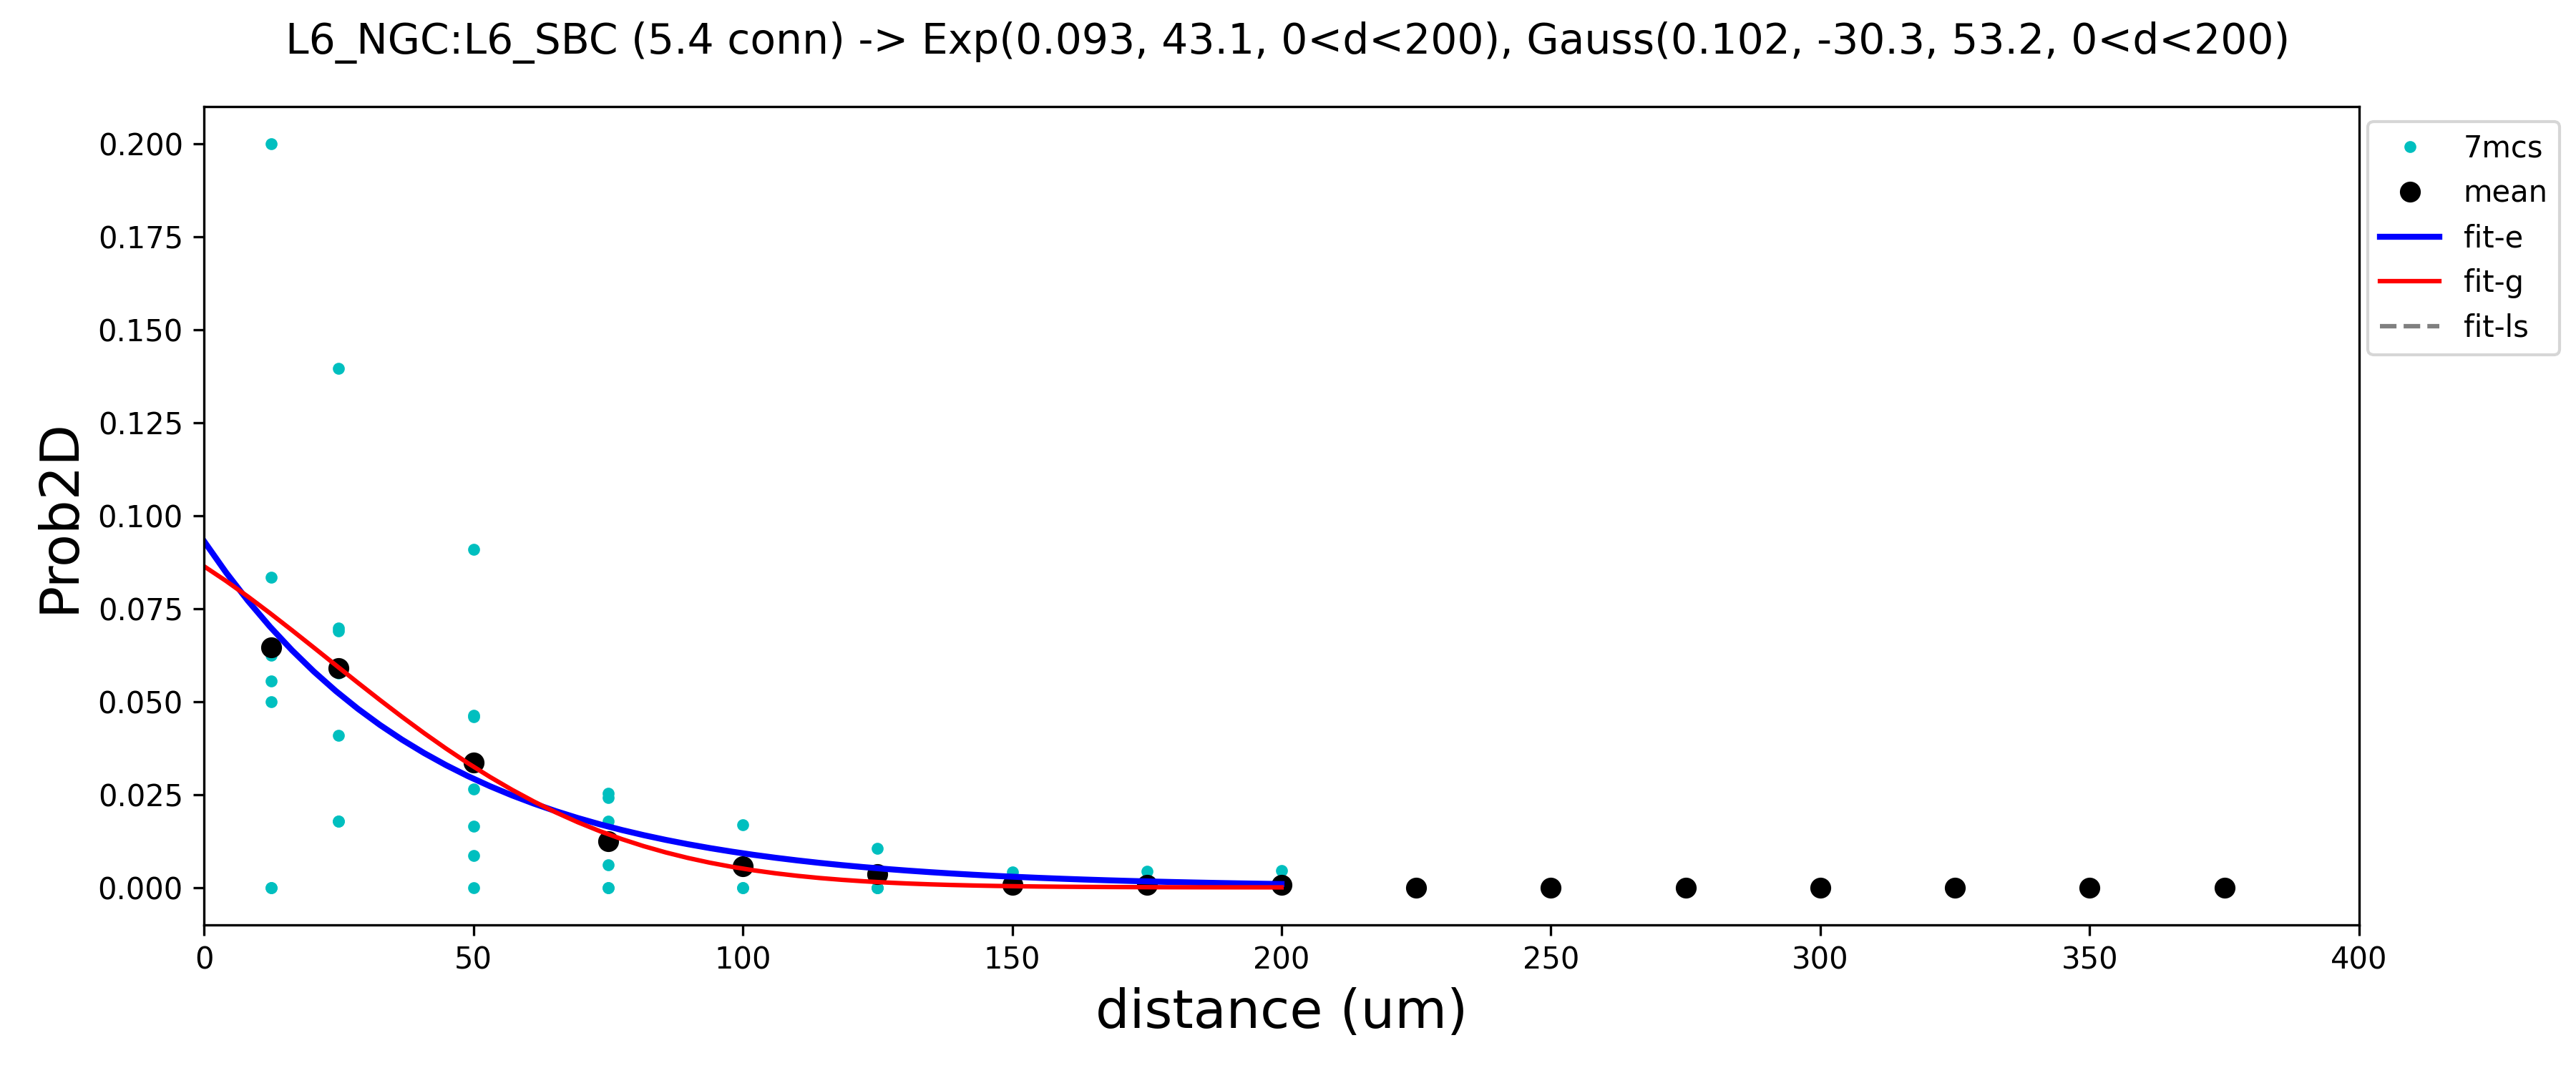 L6_NGC:L6_SBC (5.4 conn) -> Exp(0.093, 43.1, 0<d<200), Gauss(0.102, -30.3, 53.2, 0<d<200)
0.200
0.175
0.150
0.125
0.100
0.075
0.050
0.025
0.000
Prob2D
0 50 100 150 200 250 300 350 400
distance (um)
7mcs
mean
fit-e
fit-g
fit-ls